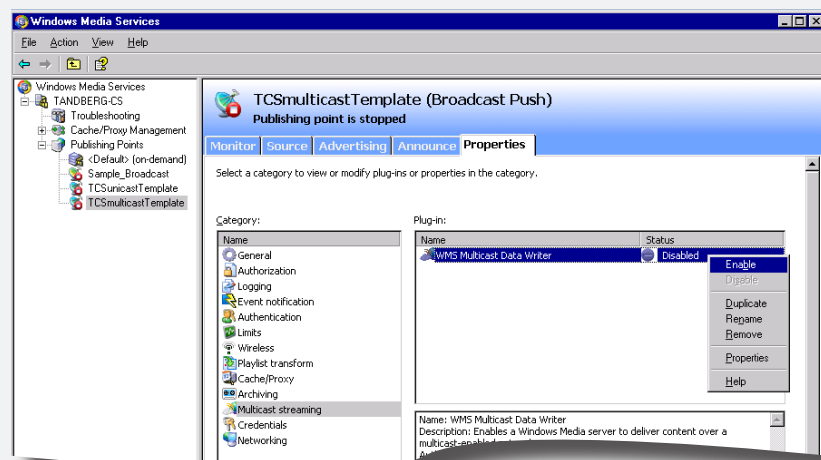 Windows Media Services
File Action View Help
Windows Media Services
TANDBERG-CS
Troubleshooting
Cache/Proxy Management
Publishing Points
<Default> (on-demand)
Sample_Broadcast
TCSunicastTemplate
TCSmulticastTemplate
TCSmulticastTemplate (Broadcast Push)
Publishing point is stopped
Monitor Source Advertising Announce Properties
Select a category to view or modify plug-ins or properties in the category.
Category:
Name
General
Authorization
Logging
Event notification
Authentication
Limits
Wireless
Playlist transform
Cache/Proxy
Archiving
Multicast streaming
Credentials
Networking
Plug-in:
Name Status
WMS Multicast Data Writer Disabled
Enable
Disable
Duplicate
Rename
Remove
Properties
Help
Name: WMS Multicast Data Writer
Description: Enables a Windows Media server to deliver content over a